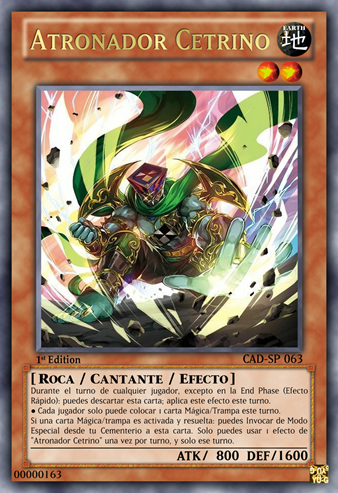 ATRONADOR CETRINO
EARTH
地
1st Edition
CAD-SP 063
[ ROCA / CANTANTE / EFECTO ]
Durante el turno de cualquier jugador, excepto en la End Phase (Efecto
Rápido): puedes descartar esta carta; aplica este efecto este turno.
● Cada jugador solo puede colocar 1 carta Mágica/Trampa este turno.
Si una carta Mágica/trampa es activada y resuelta: puedes Invocar de Modo
Especial desde tu Cementerio a esta carta. Solo puedes usar 1 efecto de
"Atronador Cetrino" una vez por turno, y solo ese turno.
ATK/ 800 DEF/1600
00000163